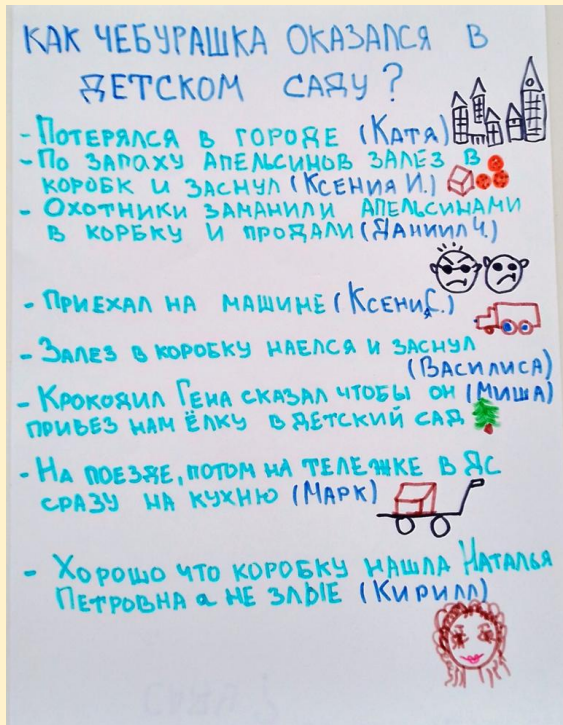 КАК ЧЕБУРАШКА ОКАЗАЛСЯ В
ДЕТСКОМ САДУ?
- ПОТЕРЯЛСЯ В ГОРОДЕ (КАТЯ)
- ПО ЗАПАХУ АПЕЛЬСИНОВ ЗАЛЕЗ В
КОРОБК И ЗАСНУЛ (КСЕНИЯ И.)
- ОХОТНИКИ ЗАМАНИЛИ АПЕЛЬСИНАМИ
В КОРБКУ И ПРОДАЛИ (ДАНИИЛ Ч.)
- ПРИЕХАЛ НА МАШИНЕ (КСЕНИЯ С.)
- ЗАЛЕЗ В КОРОБКУ НАЕЛСЯ И ЗАСНУЛ
(ВАСИЛИСА)
- КРОКОДИЛ ГЕНА СКАЗАЛ ЧТОБЫ ОН (МИША)
ПРИВЕЗ НАМ ЁЛКУ В ДЕТСКИЙ САД
- НА ПОЕЗДЕ, ПОТОМ НА ТЕЛЕЖКЕ В ДС
СРАЗУ НА КУХНЮ (МАРК)
- ХОРОШО ЧТО КОРОБКУ НАШЛА НАТАЛЬЯ
ПЕТРОВНА а НЕ ЗЛЫЕ (КИРИЛЛ)